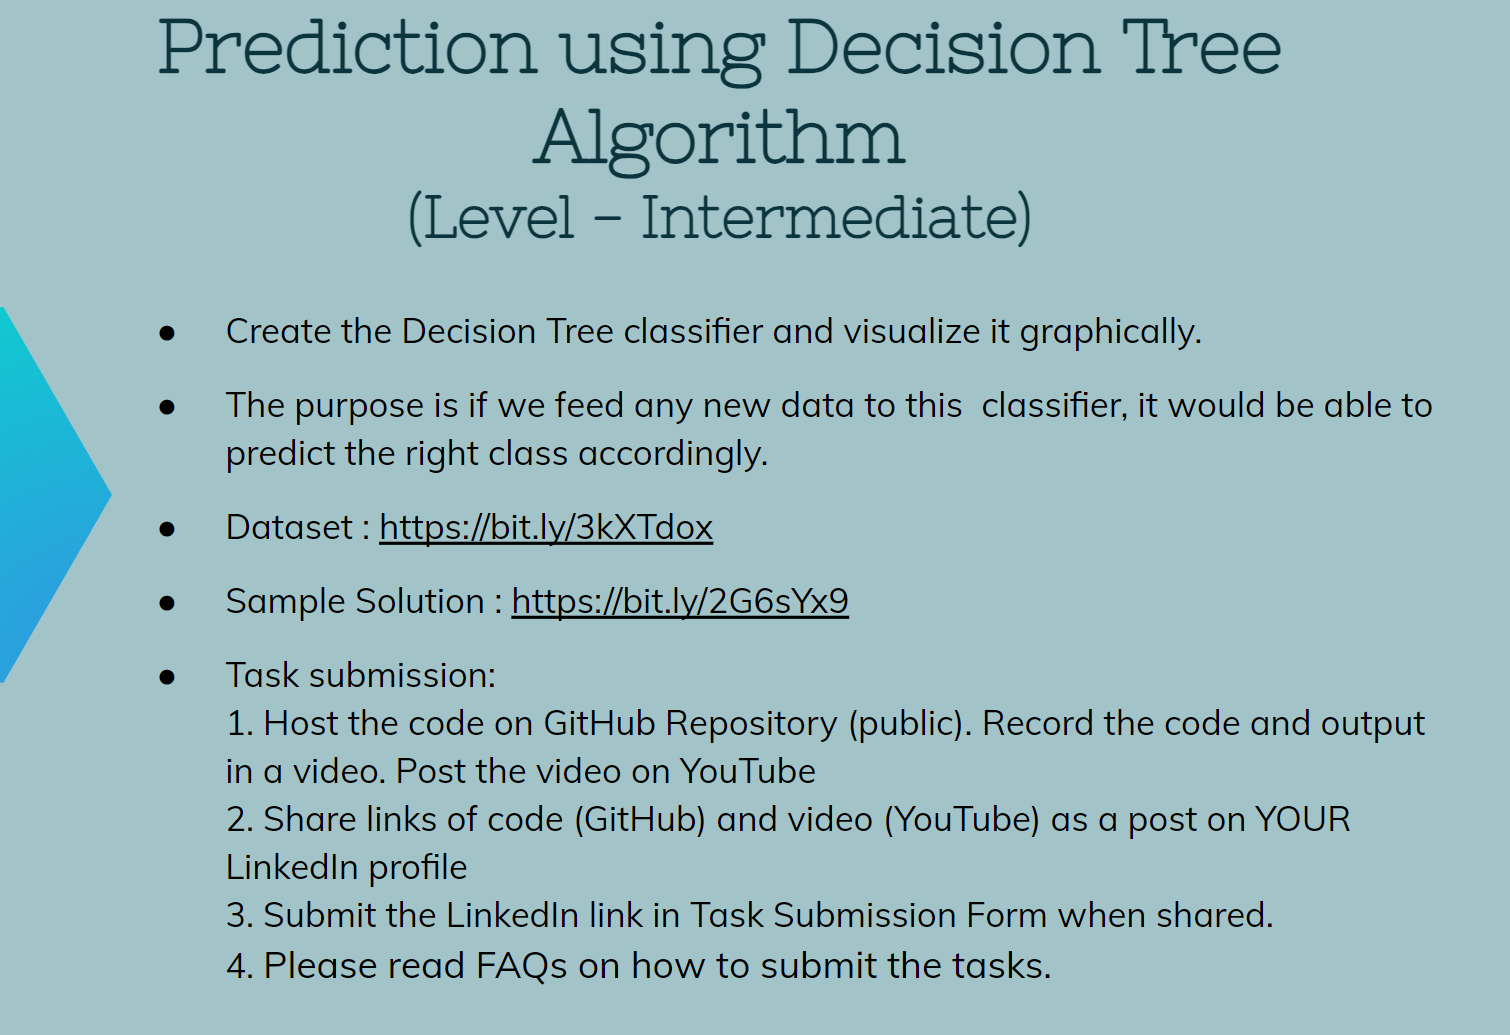 Prediction using Decision Tree
Algorithm
(Level - Intermediate)
● Create the Decision Tree classifier and visualize it graphically.
● The purpose is if we feed any new data to this  classifier, it would be able to
predict the right class accordingly.
● Dataset : https://bit.ly/3kXTdox
● Sample Solution : https://bit.ly/2G6sYx9
● Task submission:
1. Host the code on GitHub Repository (public). Record the code and output
in a video. Post the video on YouTube
2. Share links of code (GitHub) and video (YouTube) as a post on YOUR
LinkedIn profile
3. Submit the LinkedIn link in Task Submission Form when shared.
4. Please read FAQs on how to submit the tasks.